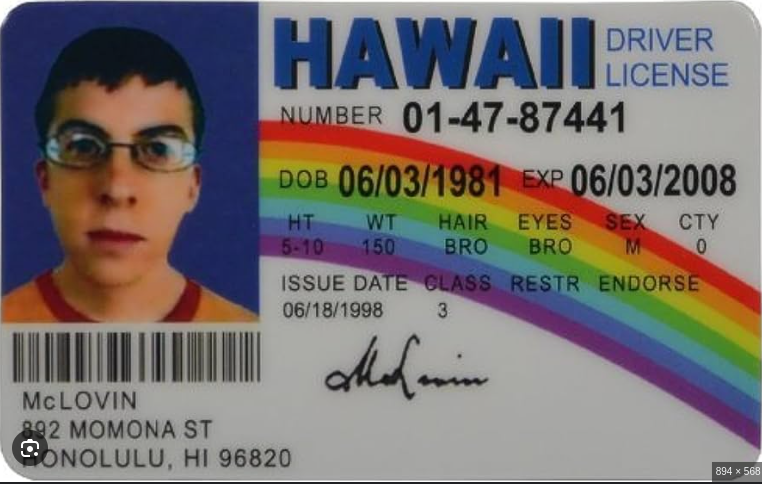 HAWAII DRIVER
LICENSE
NUMBER 01-47-87441
DOB 06/03/1981 EXP 06/03/2008
HT WT HAIR EYES SEX CTY
5-10 150 BRO BRO M 0
ISSUE DATE CLASS RESTR ENDORSE
06/18/1998 3
McLovin
McLOVIN
892 MOMONA ST
HONOLULU, HI 96820
894 × 568